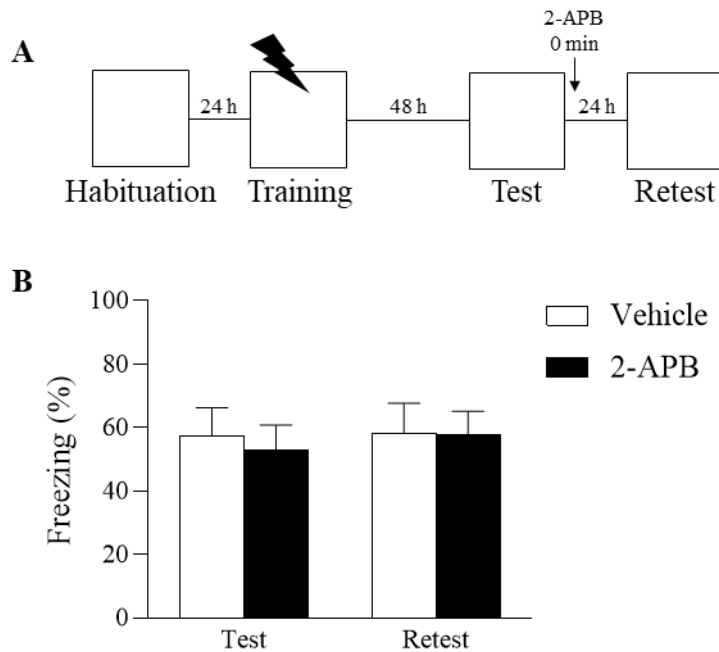 A
2-APB
0 min
24 h
48 h
24 h
Habituation
Training
Test
Retest
B
100
80
60
40
20
0
Freezing (%)
Vehicle
2-APB
Test
Retest